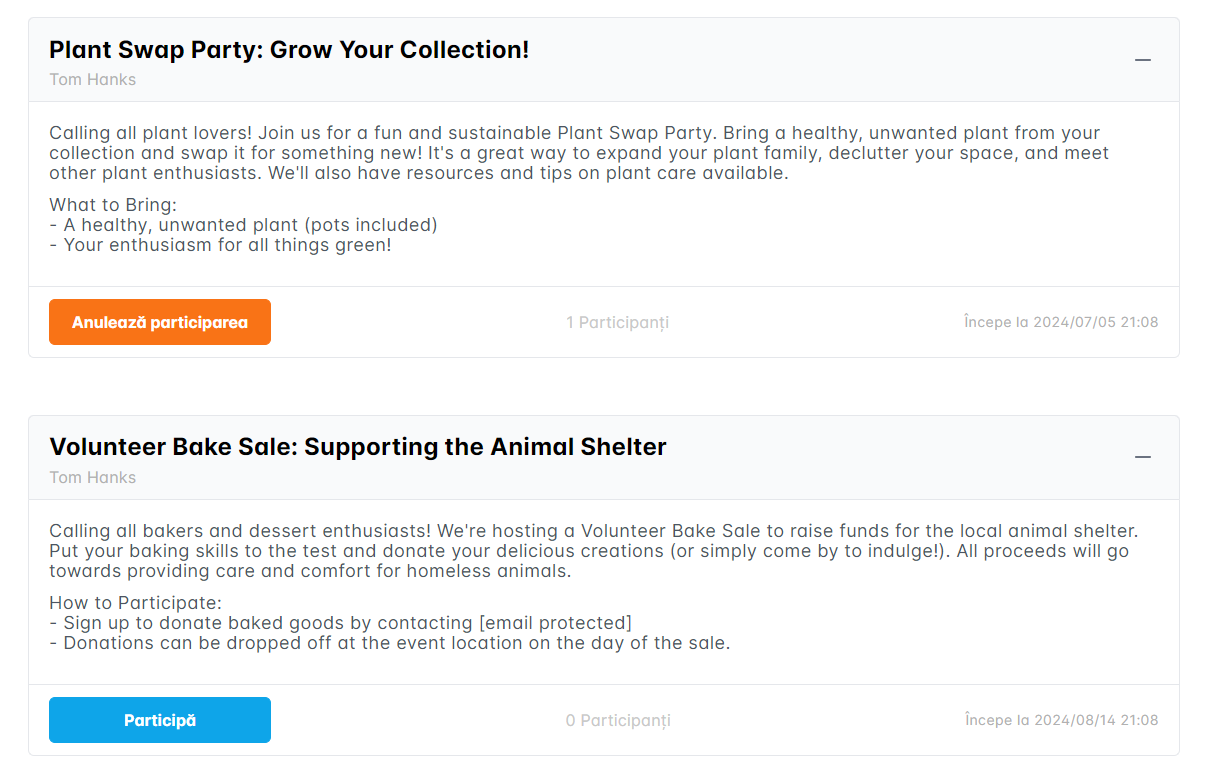 Plant Swap Party: Grow Your Collection!
Tom Hanks
Calling all plant lovers! Join us for a fun and sustainable Plant Swap Party. Bring a healthy, unwanted plant from your
collection and swap it for something new! It's a great way to expand your plant family, declutter your space, and meet
other plant enthusiasts. We'll also have resources and tips on plant care available.
What to Bring:
- A healthy, unwanted plant (pots included)
- Your enthusiasm for all things green!
Anulează participarea
1 Participanți
Începe la 2024/07/05 21:08
Volunteer Bake Sale: Supporting the Animal Shelter
Tom Hanks
Calling all bakers and dessert enthusiasts! We're hosting a Volunteer Bake Sale to raise funds for the local animal shelter.
Put your baking skills to the test and donate your delicious creations (or simply come by to indulge!). All proceeds will go
towards providing care and comfort for homeless animals.
How to Participate:
- Sign up to donate baked goods by contacting [email protected]
- Donations can be dropped off at the event location on the day of the sale.
Participă
0 Participanți
Începe la 2024/08/14 21:08